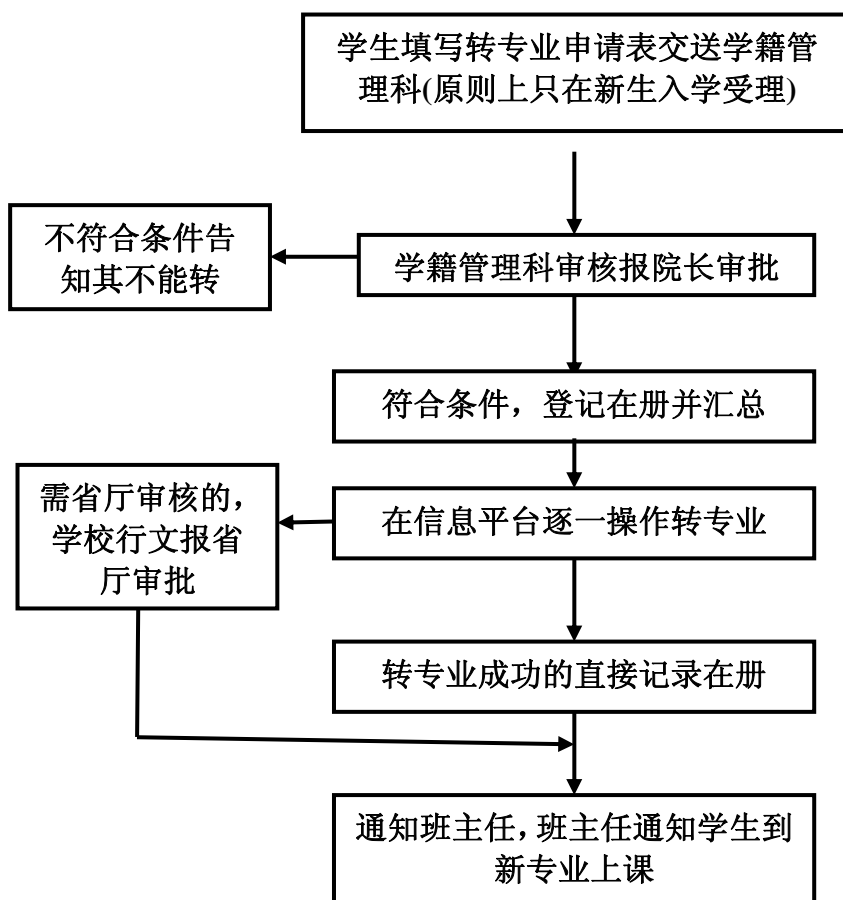 学生填写转专业申请表交送学籍管
理科(原则上只在新生入学受理)
不符合条件告
知其不能转
学籍管理科审核报院长审批
符合条件，登记在册并汇总
需省厅审核的，
学校行文报省
厅审批
在信息平台逐一操作转专业
转专业成功的直接记录在册
通知班主任，班主任通知学生到
新专业上课